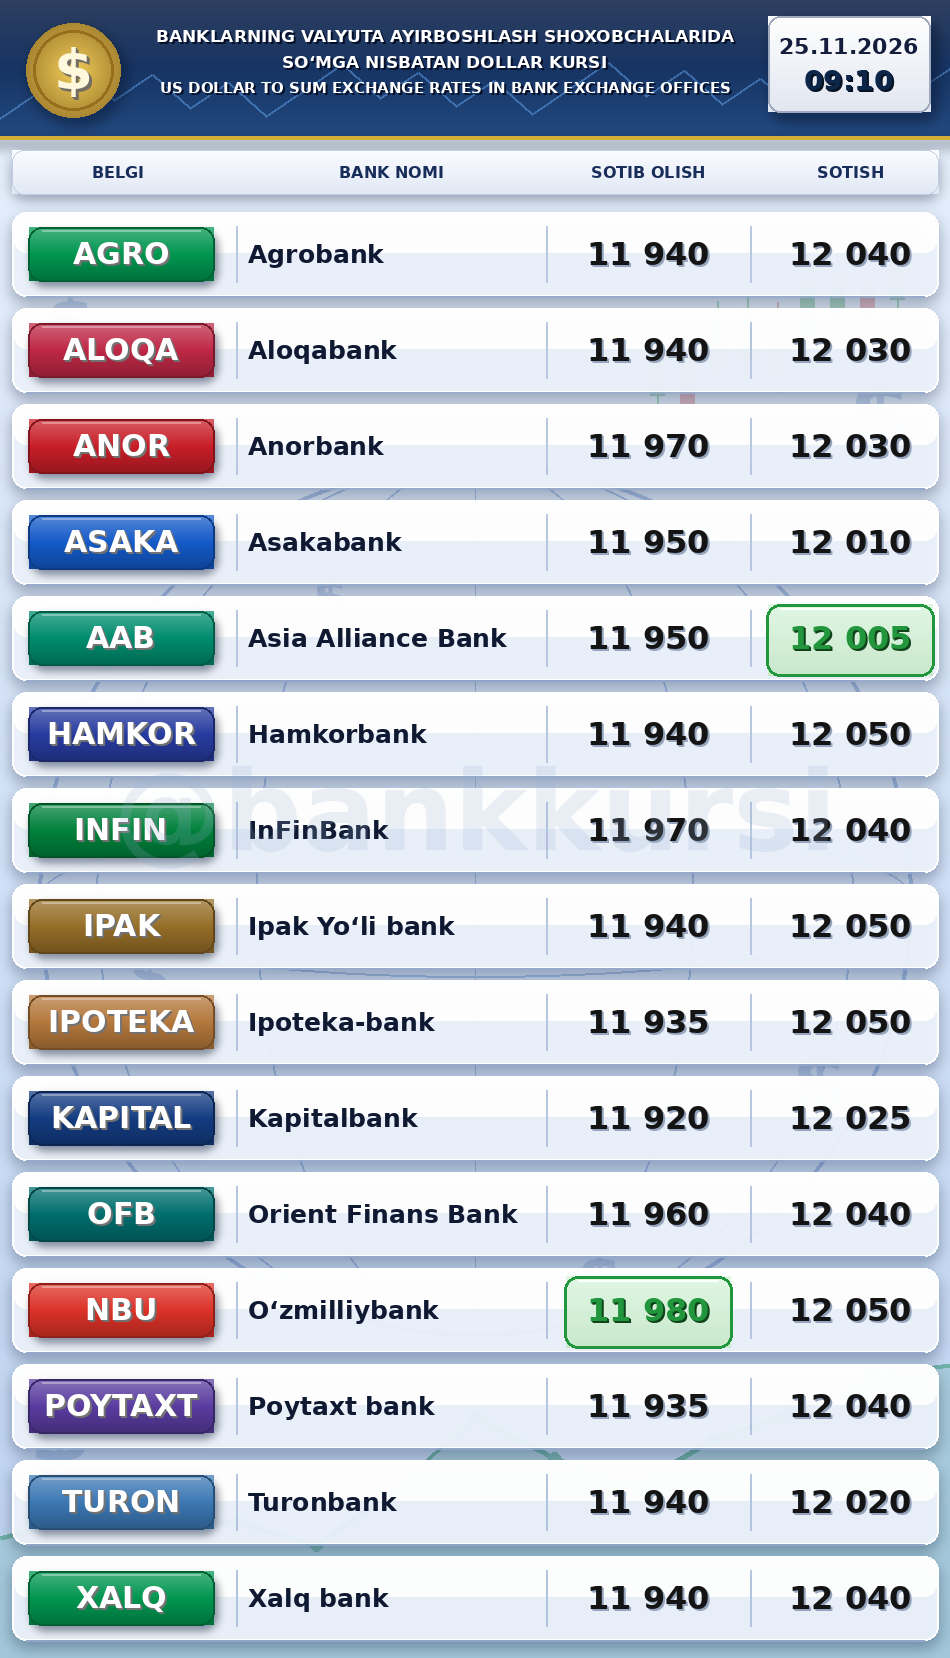 $
BANKLARNING VALYUTA AYIRBOSHLASH SHOXOBCHALARIDA
SO‘MGA NISBATAN DOLLAR KURSI
US DOLLAR TO SUM EXCHANGE RATES IN BANK EXCHANGE OFFICES
25.11.2026
09:10
BELGI BANK NOMI SOTIB OLISH SOTISH
AGRO Agrobank 11 940 12 040
ALOQA Aloqabank 11 940 12 030
ANOR Anorbank 11 970 12 030
ASAKA Asakabank 11 950 12 010
AAB Asia Alliance Bank 11 950 12 005
HAMKOR Hamkorbank 11 940 12 050
INFIN InFinBank 11 970 12 040
@bankkursi
IPAK Ipak Yo‘li bank 11 940 12 050
IPOTEKA Ipoteka-bank 11 935 12 050
KAPITAL Kapitalbank 11 920 12 025
OFB Orient Finans Bank 11 960 12 040
NBU O‘zmilliybank 11 980 12 050
POYTAXT Poytaxt bank 11 935 12 040
TURON Turonbank 11 940 12 020
XALQ Xalq bank 11 940 12 040